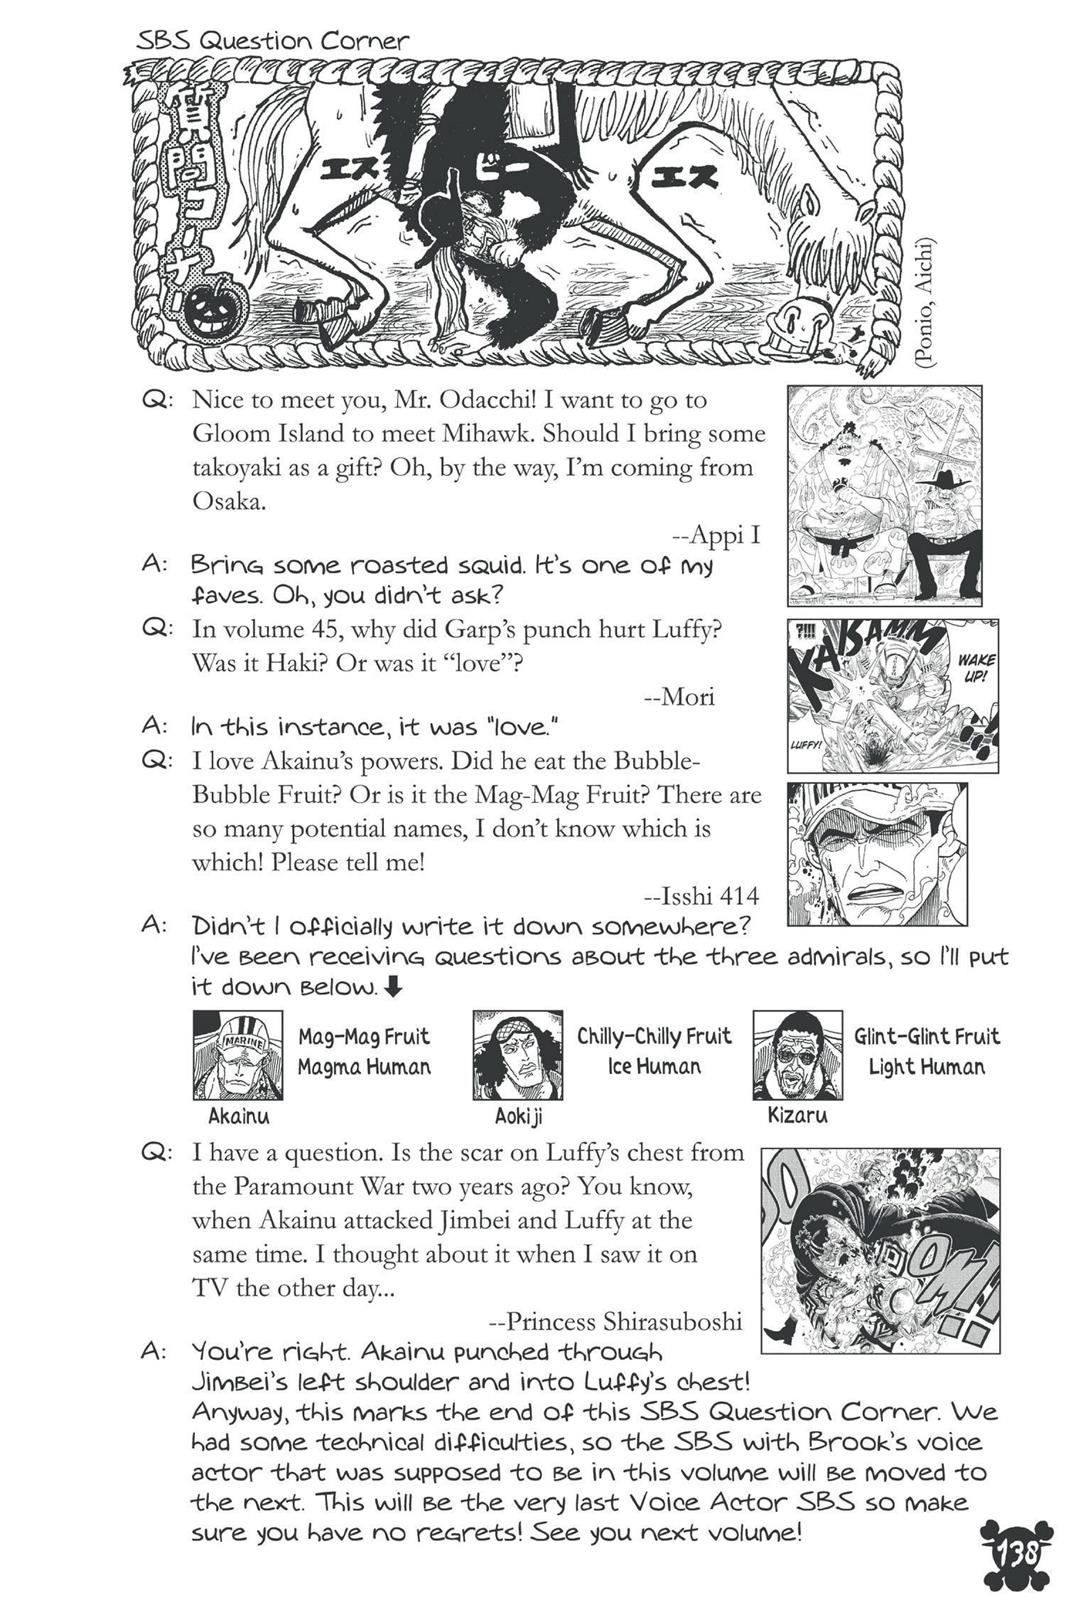 SBS Question Corner
質問コーナー
エス ビー エス
(Ponio, Aichi)
Q: Nice to meet you, Mr. Odacchi! I want to go to
Gloom Island to meet Mihawk. Should I bring some
takoyaki as a gift? Oh, by the way, I'm coming from
Osaka.
--Appi I
A: Bring some roasted squid. It's one of my
faves. Oh, you didn't ask?
Q: In volume 45, why did Garp's punch hurt Luffy?
Was it Haki? Or was it "love"?
--Mori
?!!!
KABAMM
WAKE
UP!
LUFFY!
A: In this instance, it was "love."
Q: I love Akainu's powers. Did he eat the Bubble-
Bubble Fruit? Or is it the Mag-Mag Fruit? There are
so many potential names, I don't know which is
which! Please tell me!
--Isshi 414
A: Didn't I officially write it down somewhere?
I've been receiving questions about the three admirals, so I'll put
it down below.
MARINE
Mag-Mag Fruit
Magma Human
Akainu
Chilly-Chilly Fruit
Ice Human
Aokiji
Glint-Glint Fruit
Light Human
Kizaru
Q: I have a question. Is the scar on Luffy's chest from
the Paramount War two years ago? You know,
when Akainu attacked Jimbei and Luffy at the
same time. I thought about it when I saw it on
TV the other day...
--Princess Shirasuboshi
A: You're right. Akainu punched through
Jimbei's left shoulder and into Luffy's chest!
Anyway, this marks the end of this SBS Question Corner. We
had some technical difficulties, so the SBS with Brook's voice
actor that was supposed to be in this volume will be moved to
the next. This will be the very last Voice Actor SBS so make
sure you have no regrets! See you next volume!
138